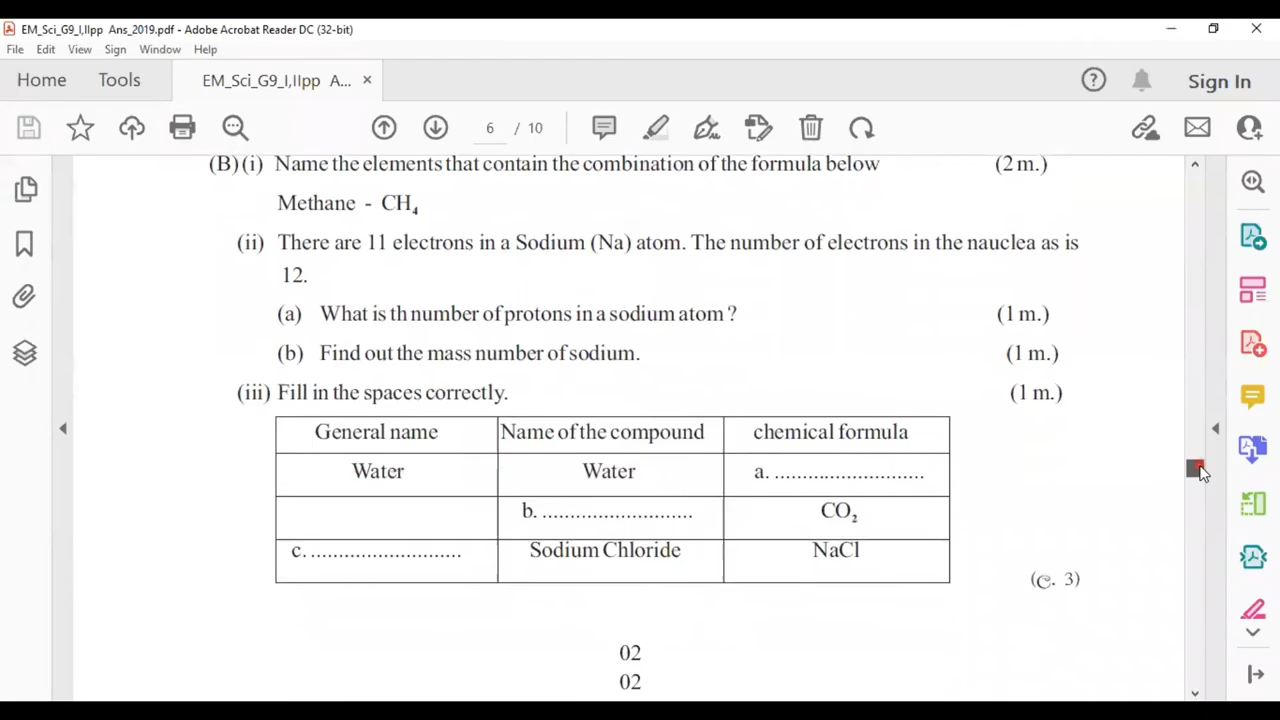 EM_Sci_G9_I,IIpp Ans_2019.pdf - Adobe Acrobat Reader DC (32-bit)
File Edit View Sign Window Help
Home Tools EM_Sci_G9_I,IIpp A... × Sign In
6 / 10
(B)(i) Name the elements that contain the combination of the formula below (2 m.)
Methane - CH₄
(ii) There are 11 electrons in a Sodium (Na) atom. The number of electrons in the nauclea as is
12.
(a) What is th number of protons in a sodium atom ? (1 m.)
(b) Find out the mass number of sodium. (1 m.)
(iii) Fill in the spaces correctly. (1 m.)
General name Name of the compound chemical formula
Water Water a. ...........................
b. ........................... CO₂
c. ........................... Sodium Chloride NaCl
(ල. 3)
02
02